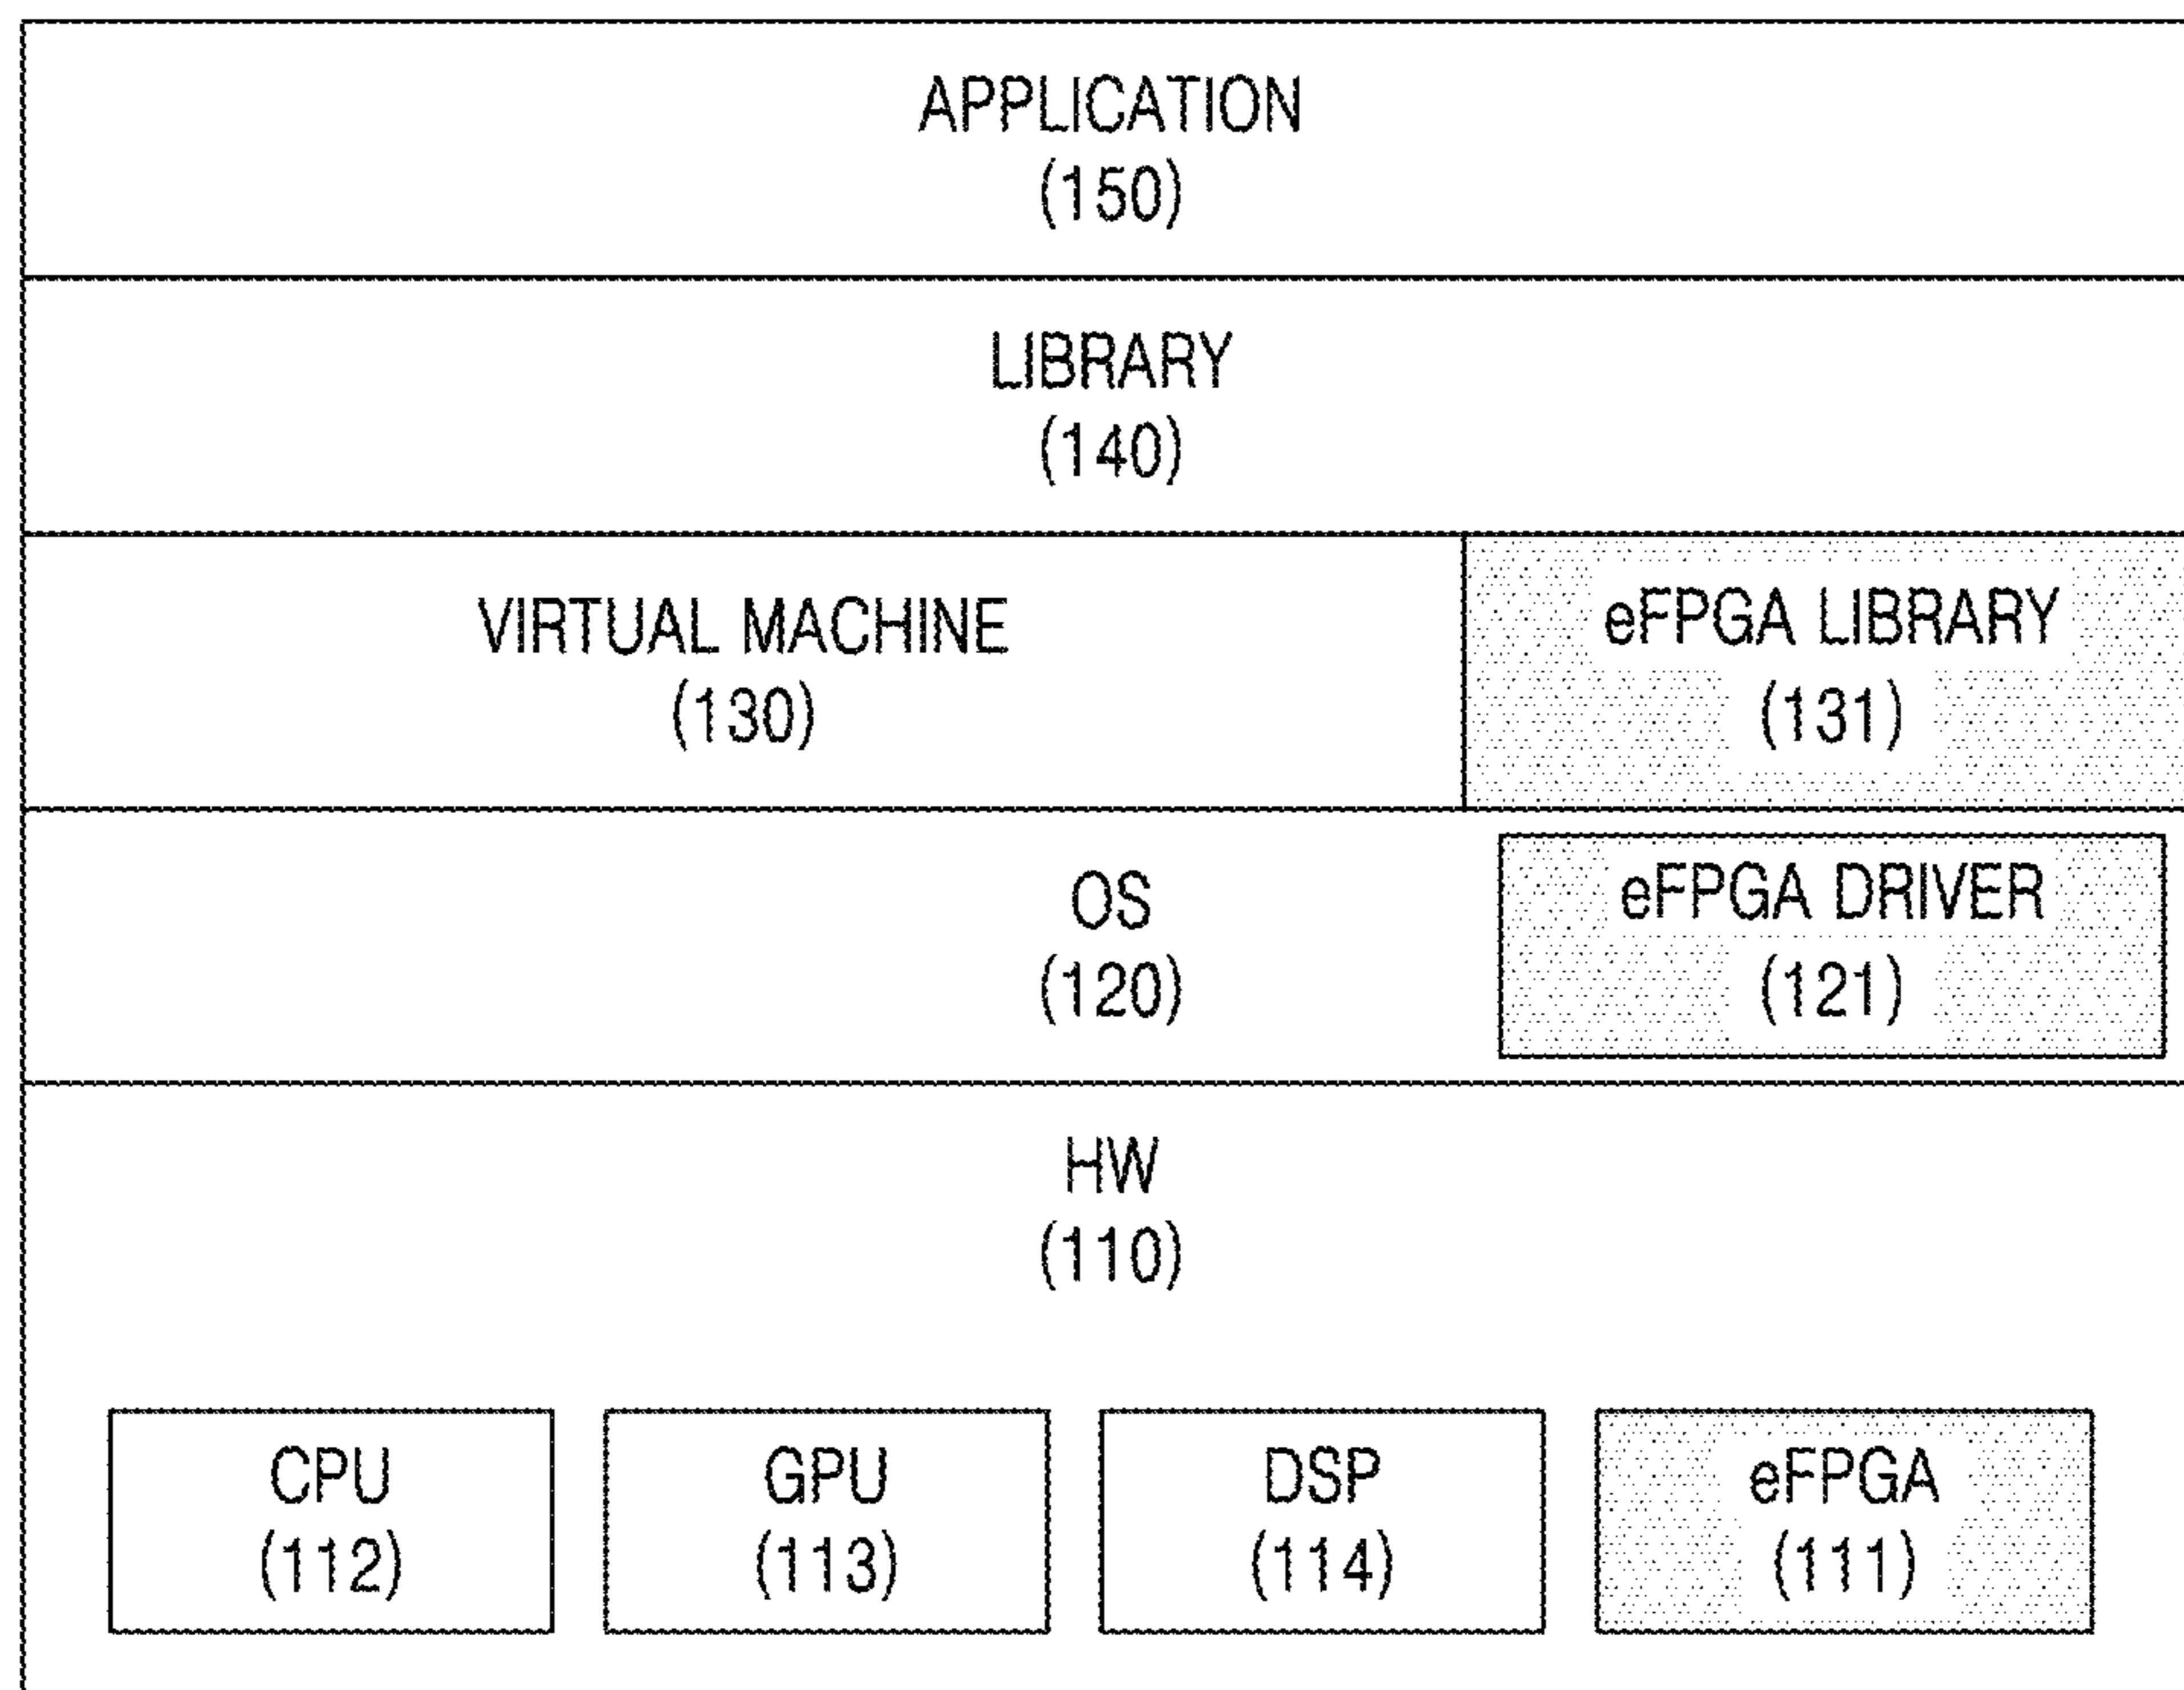 APPLICATION
(150)
LIBRARY
(140)
VIRTUAL MACHINE
(130)
eFPGA LIBRARY
(131)
OS
(120)
eFPGA DRIVER
(121)
HW
(110)
CPU
(112)
GPU
(113)
DSP
(114)
eFPGA
(111)